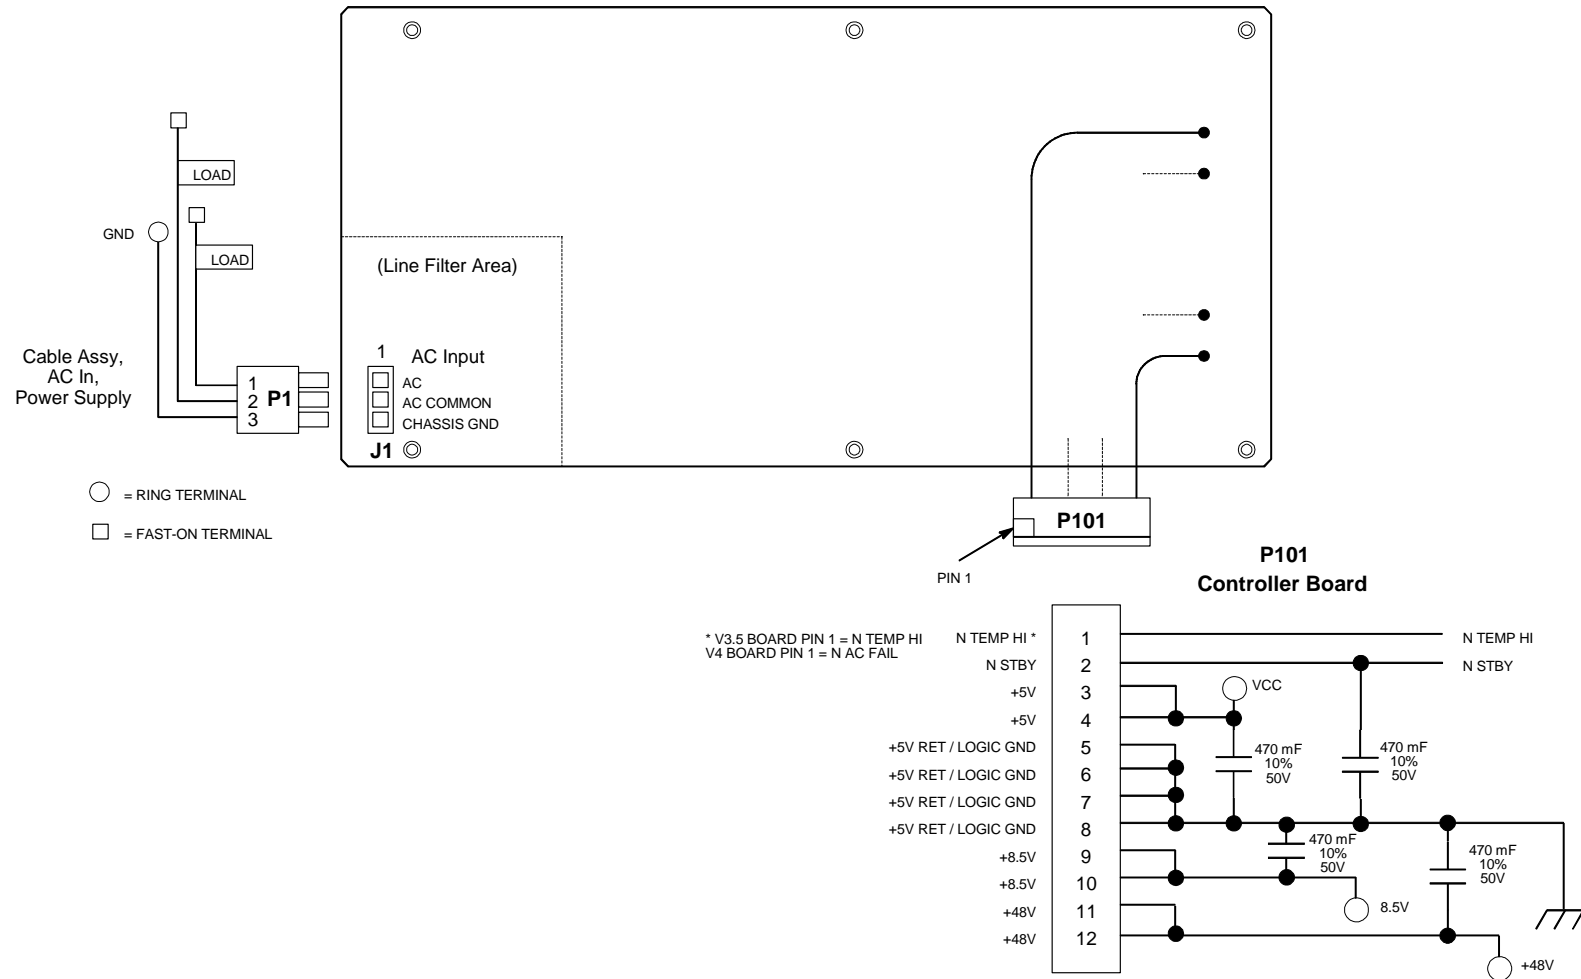 LOAD
GND
LOAD
(Line Filter Area)
Cable Assy,
AC In,
Power Supply
1
2
3
P1
1
AC Input
AC
AC COMMON
CHASSIS GND
J1
= RING TERMINAL
= FAST-ON TERMINAL
P101
PIN 1
P101
Controller Board
* V3.5 BOARD PIN 1 = N TEMP HI
V4 BOARD PIN 1 = N AC FAIL
N TEMP HI * 1 N TEMP HI
N STBY 2 N STBY
+5V 3
VCC
+5V 4
+5V RET / LOGIC GND 5
+5V RET / LOGIC GND 6
+5V RET / LOGIC GND 7
+5V RET / LOGIC GND 8
+8.5V 9
+8.5V 10
+48V 11
+48V 12
470 mF
10%
50V
470 mF
10%
50V
470 mF
10%
50V
470 mF
10%
50V
8.5V
+48V